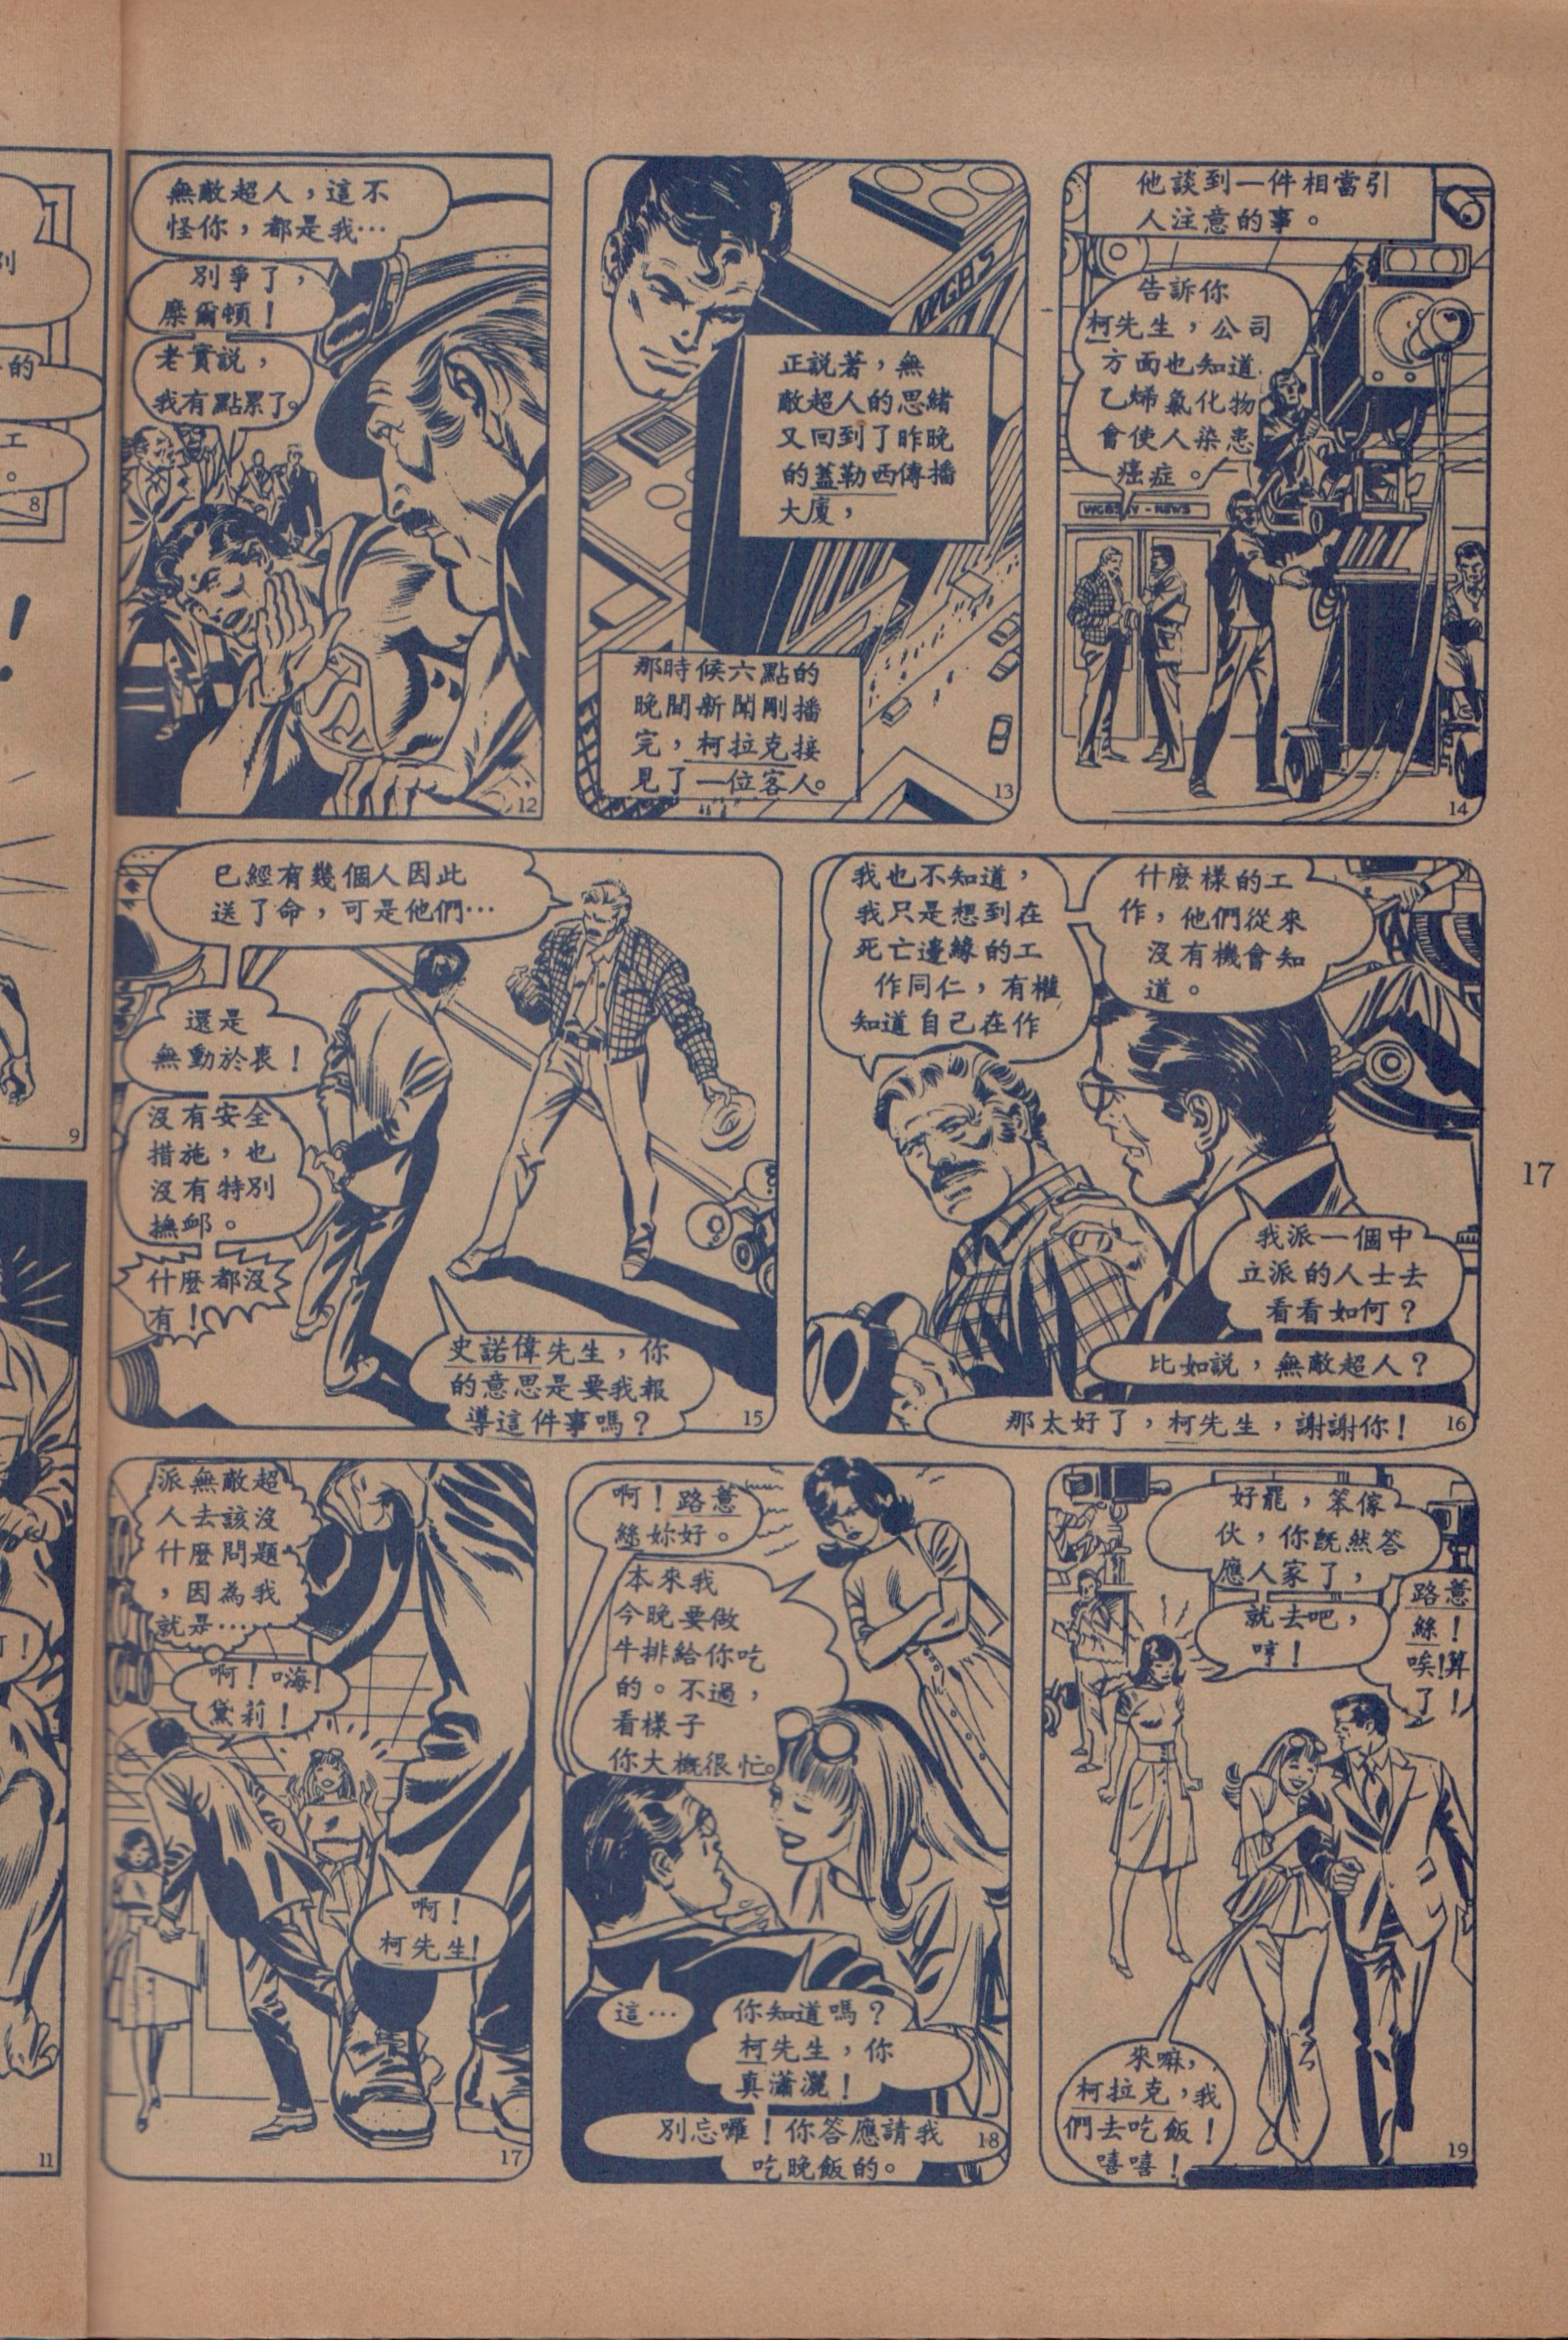 無敵超人，這不
怪你，都是我…
別爭了，
縻爾頓！
老實説，
我有點累了。
12
WGBS
正説著，無
敵超人的思緒
又回到了昨晚
的蓋勒西傳播
大廈，
那時候六點的
晚間新聞剛播
完，柯拉克接
見了一位客人。
13
他談到一件相當引
人注意的事。
告訴你
柯先生，公司
方面也知道
乙烯氯化物
會使人染患
癌症。
WGBS TV - NEWS
14
已經有幾個人因此
送了命，可是他們…
還是
無動於衷！
沒有安全
措施，也
沒有特別
撫卹。
什麼都沒
有！
史諾偉先生，你
的意思是要我報
導這件事嗎？
15
我也不知道，
我只是想到在
死亡邊緣的工
作同仁，有權
知道自己在作
什麼樣的工
作，他們從來
沒有機會知
道。
我派一個中
立派的人士去
看看如何？
比如説，無敵超人？
那太好了，柯先生，謝謝你！
16
17
派無敵超
人去該沒
什麼問題
，因為我
就是…
啊！嗨！
黛莉！
啊！
柯先生！
17
啊！路薏
絲妳好。
本來我
今晚要做
牛排給你吃
的。不過，
看樣子
你大概很忙。
這…
你知道嗎？
柯先生，你
真瀟灑！
別忘囉！你答應請我
吃晚飯的。
18
好罷，笨傢
伙，你既然答
應人家了，
就去吧，
哼！
路薏
絲！
唉！算
了！
來嘛，
柯拉克，我
們去吃飯！
嘻嘻！
19
別
的
工
。
8
！
9
！
11